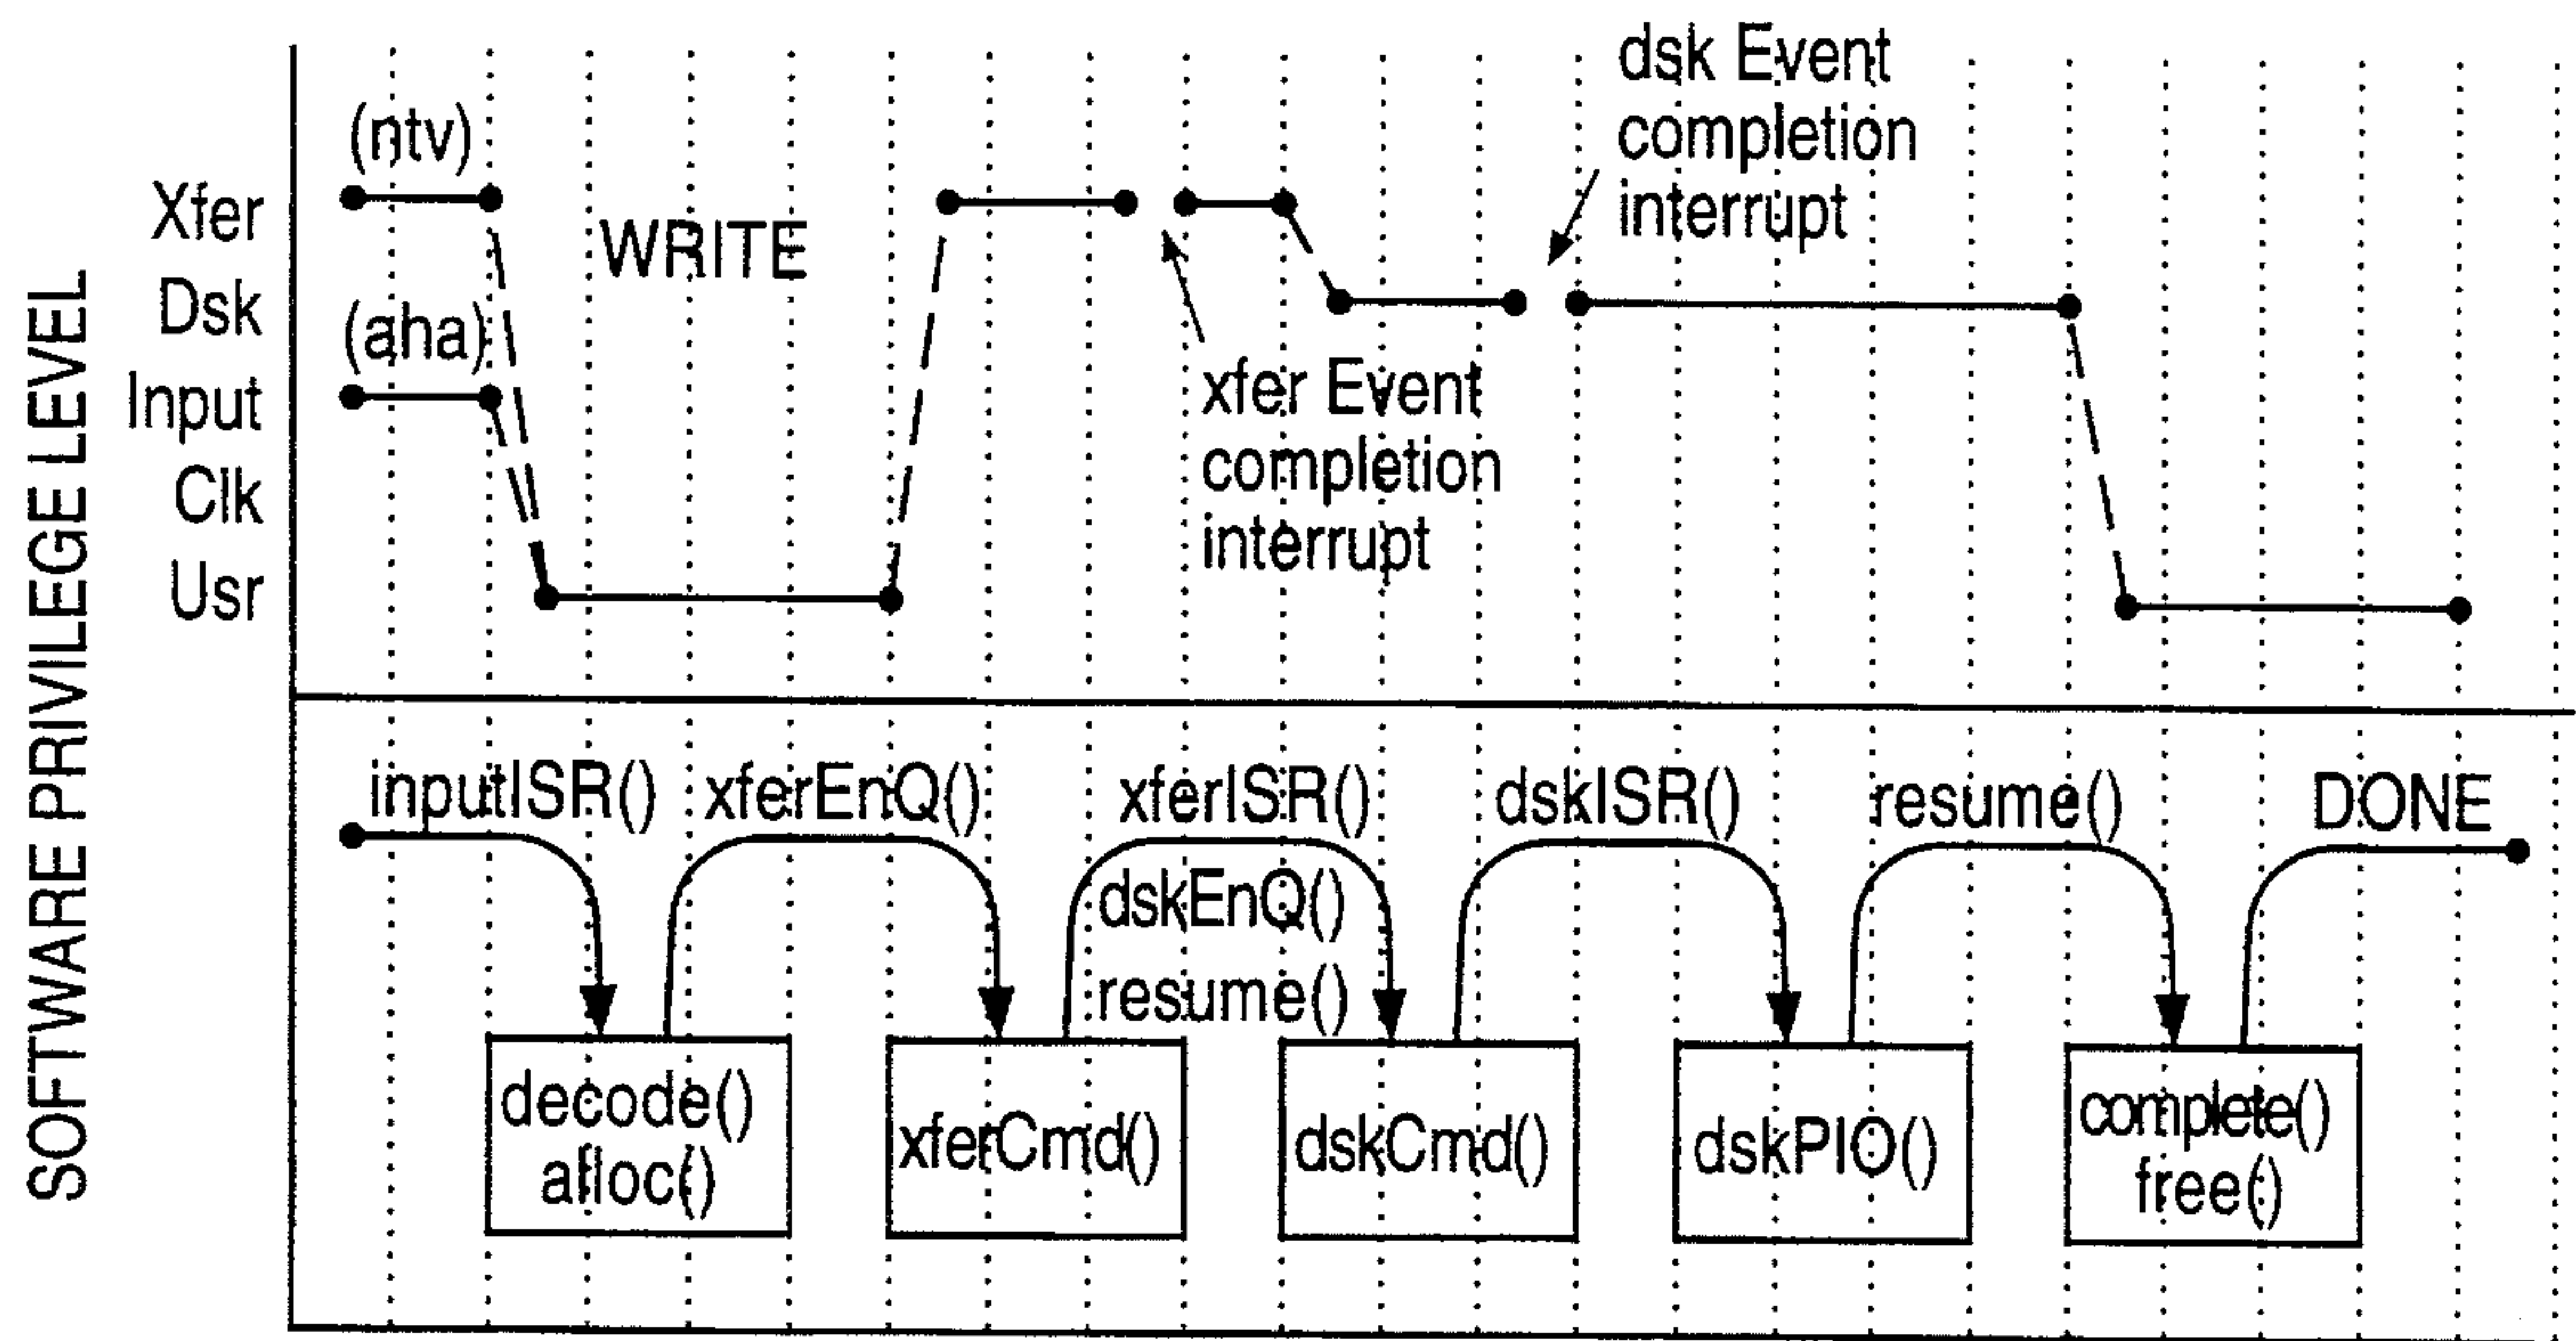 SOFTWARE PRIVILEGE LEVEL
Xfer
Dsk
Input
Clk
Usr
(ntv)
(aha)
WRITE
dsk Event
completion
interrupt
xfer Event
completion
interrupt
inputISR()
xferEnQ()
xferISR()
dskEnQ()
resume()
dskISR()
resume()
DONE
decode()
alloc()
xferCmd()
dskCmd()
dskPIO()
complete()
free()